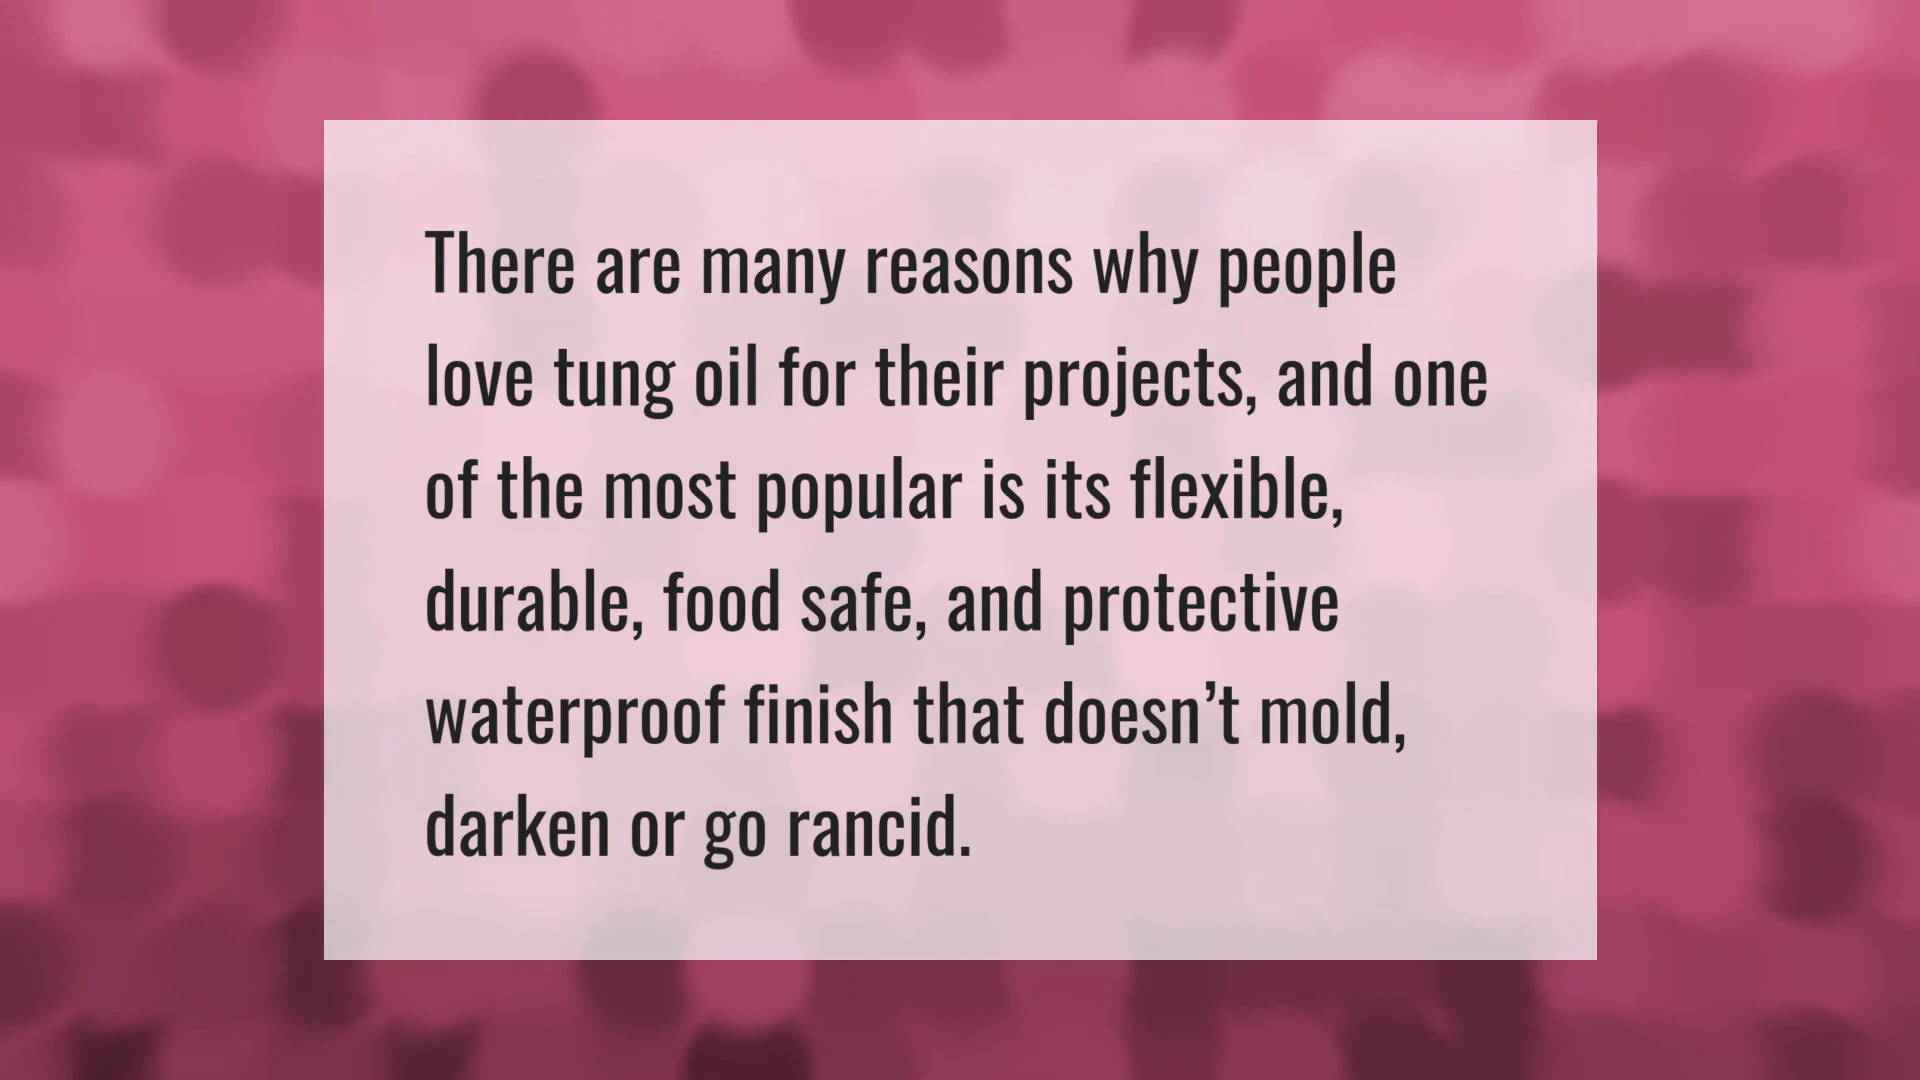 There are many reasons why people
love tung oil for their projects, and one
of the most popular is its flexible,
durable, food safe, and protective
waterproof finish that doesn’t mold,
darken or go rancid.